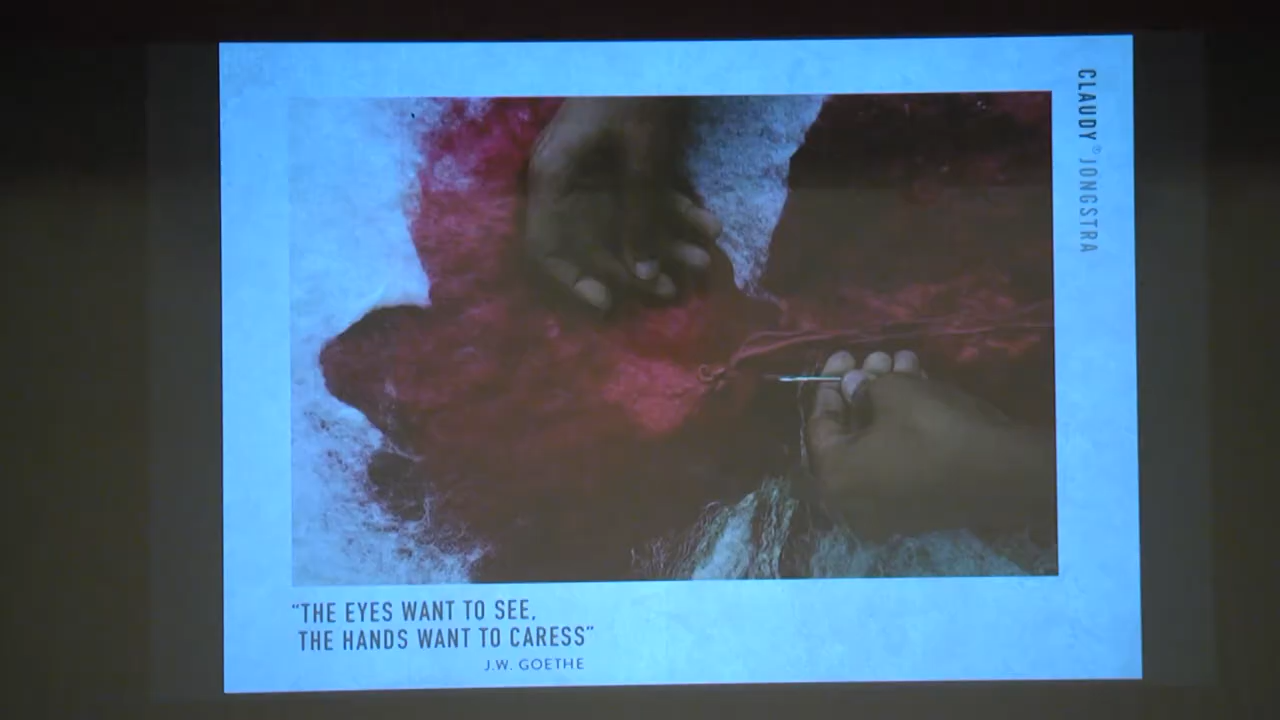 CLAUDY® JONGSTRA
“THE EYES WANT TO SEE,
THE HANDS WANT TO CARESS”
J.W. GOETHE